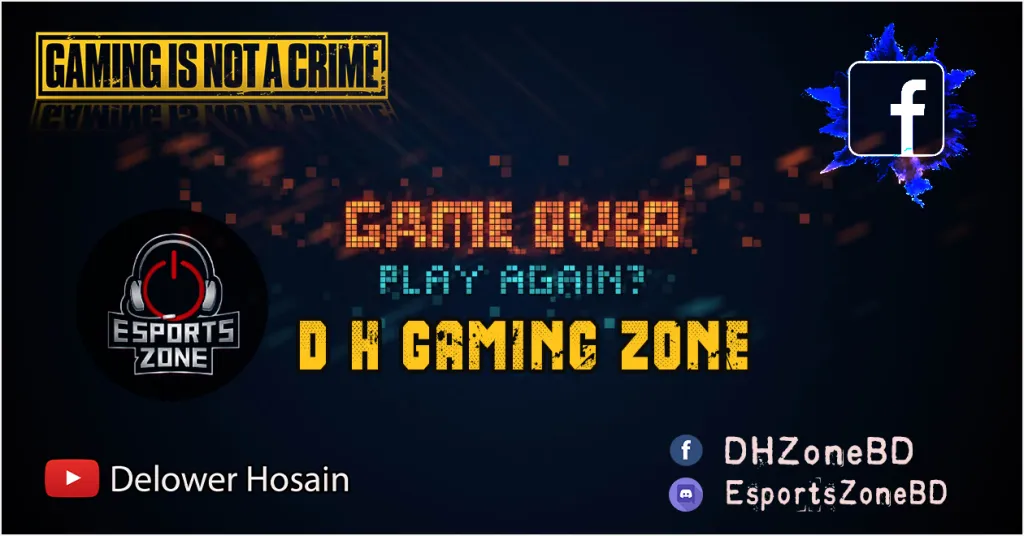 GAMING IS NOT A CRIME
f
GAME OVER
PLAY AGAIN?
ESPORTS
ZONE
D H GAMING ZONE
Delower Hosain
f DHZoneBD
EsportsZoneBD